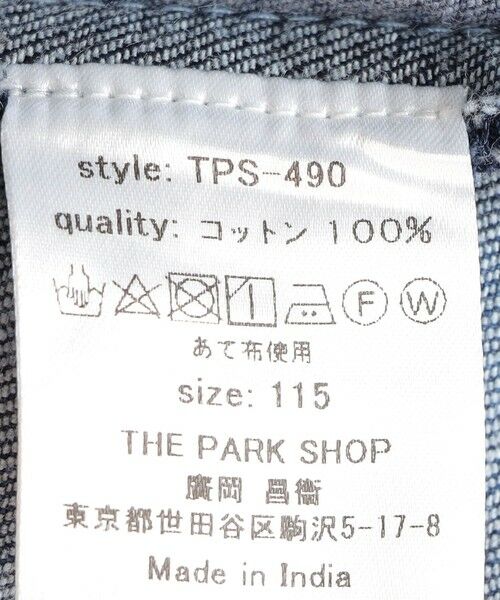 style: TPS-490
quality: コットン 100%
F W
あて布使用
size: 115
THE PARK SHOP
廣岡 昌衛
東京都世田谷区駒沢5-17-8
Made in India